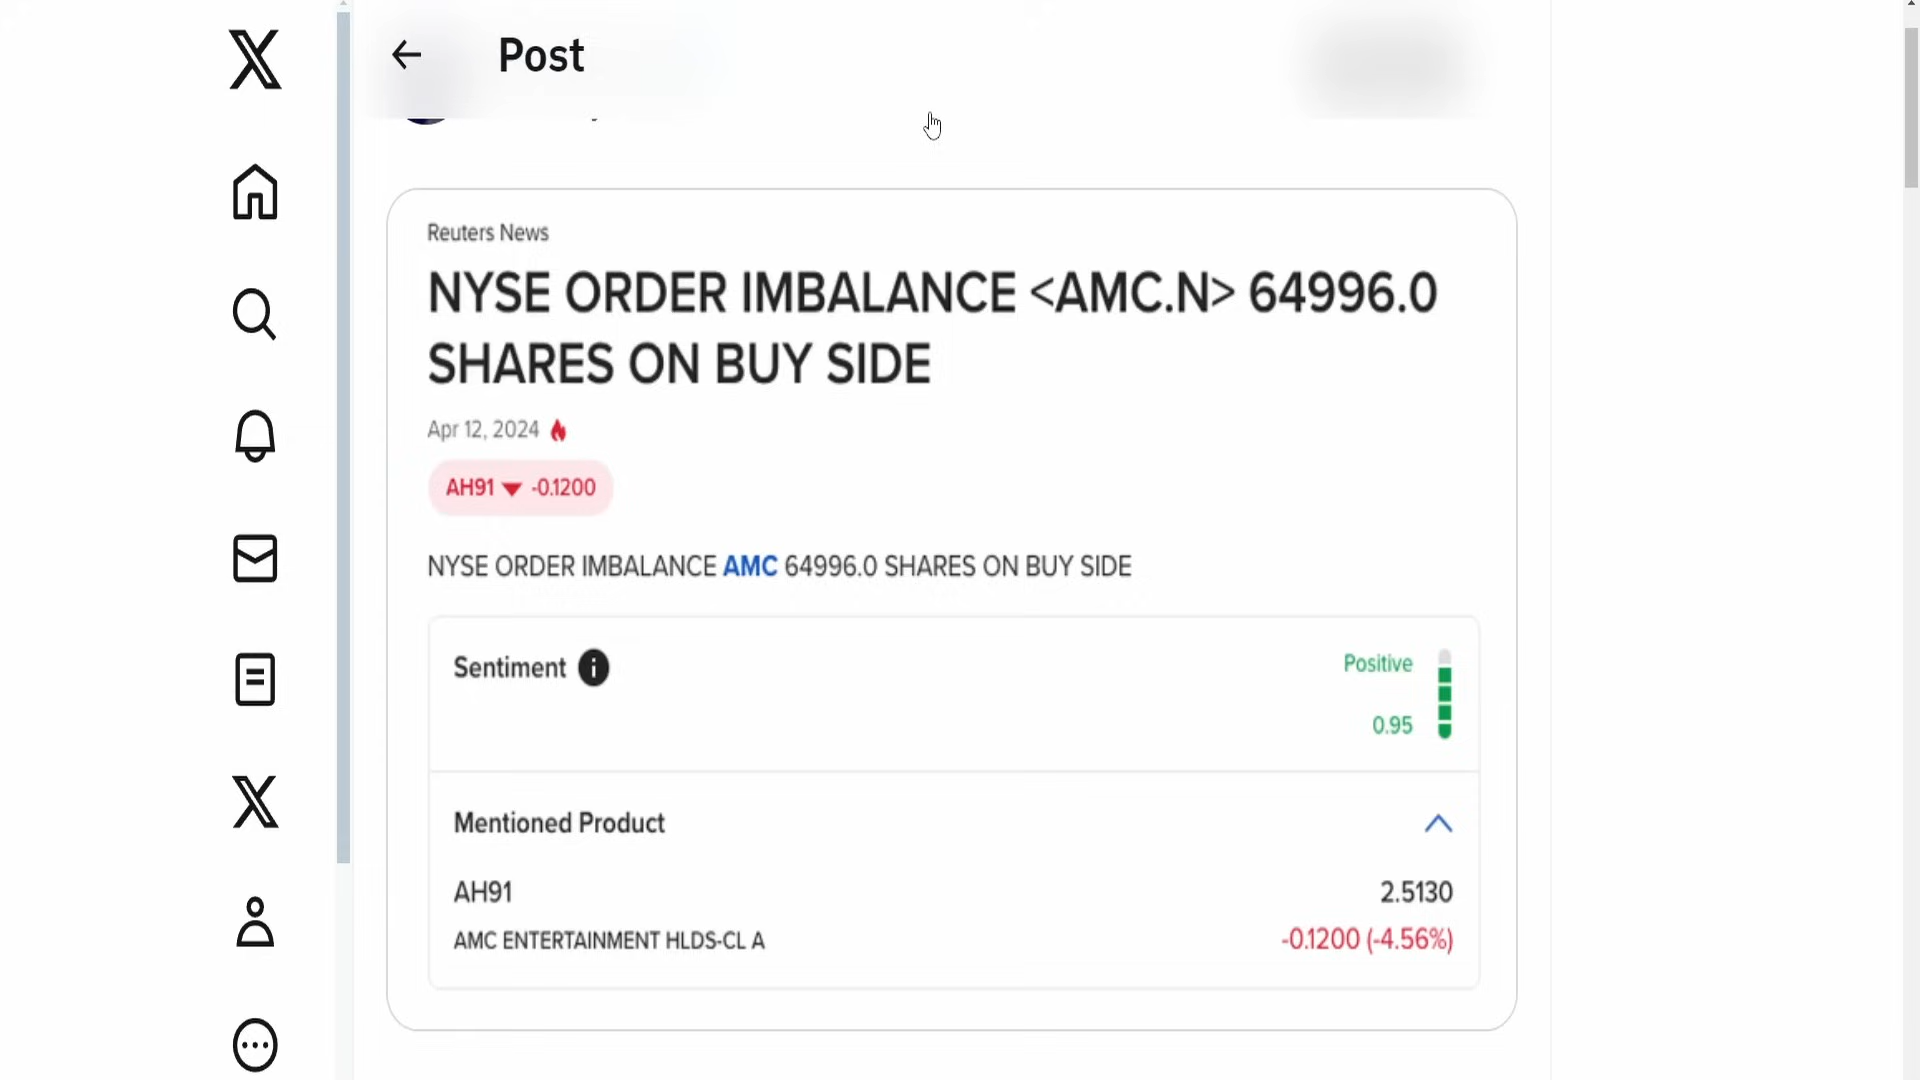 Post
Reuters News
NYSE ORDER IMBALANCE <AMC.N> 64996.0
SHARES ON BUY SIDE
Apr 12, 2024
AH91 ▼ -0.1200
NYSE ORDER IMBALANCE AMC 64996.0 SHARES ON BUY SIDE
Sentiment i
Positive
0.95
Mentioned Product
AH91 2.5130
AMC ENTERTAINMENT HLDS-CL A -0.1200 (-4.56%)